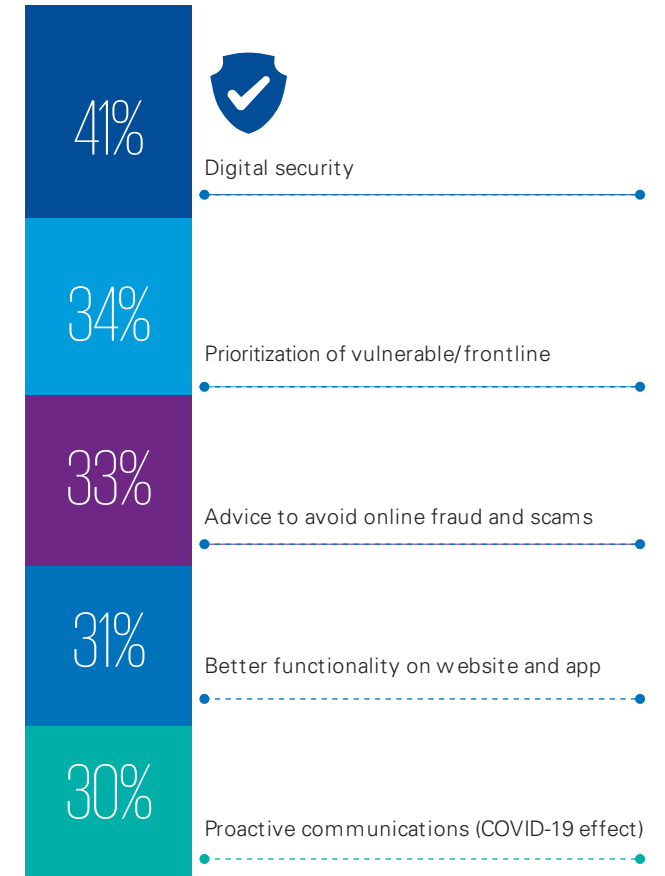 41%
Digital security
34%
Prioritization of vulnerable/frontline
33%
Advice to avoid online fraud and scams
31%
Better functionality on website and app
30%
Proactive communications (COVID-19 effect)